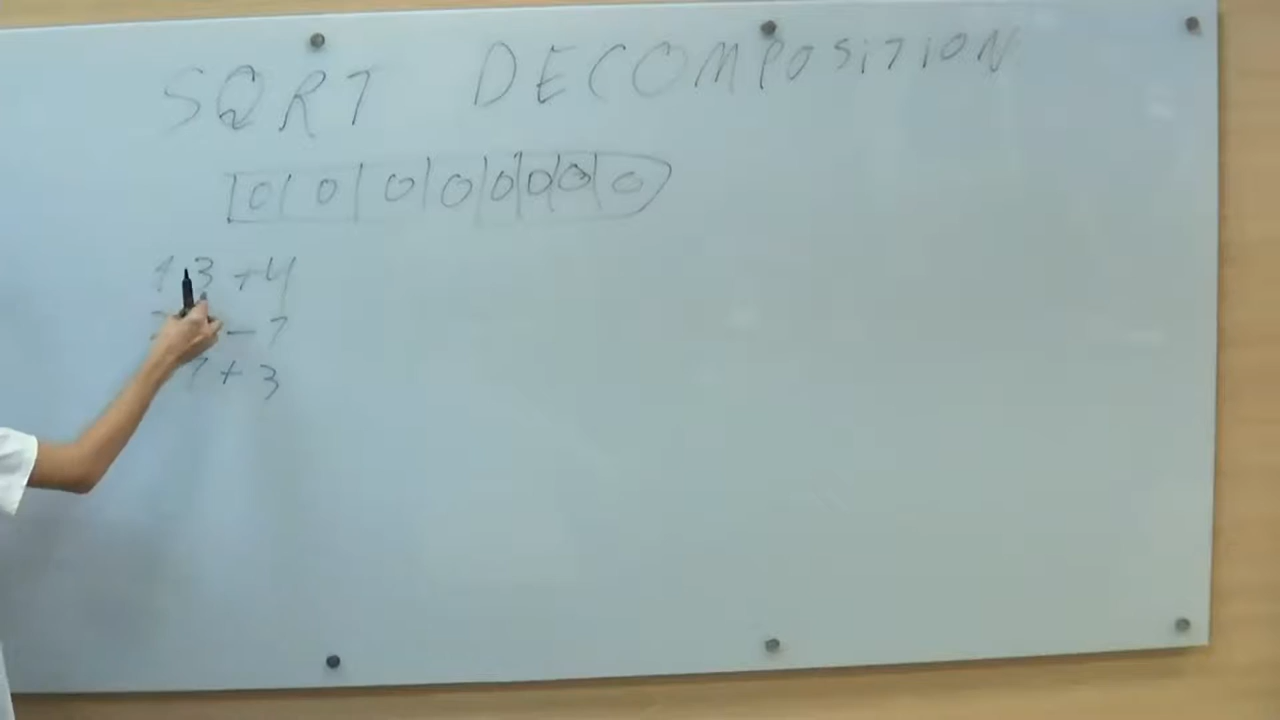 SQRT DECOMPOSITION
0 0 0 0 0 0 0 0
1 3 +4
- 7
7 + 3